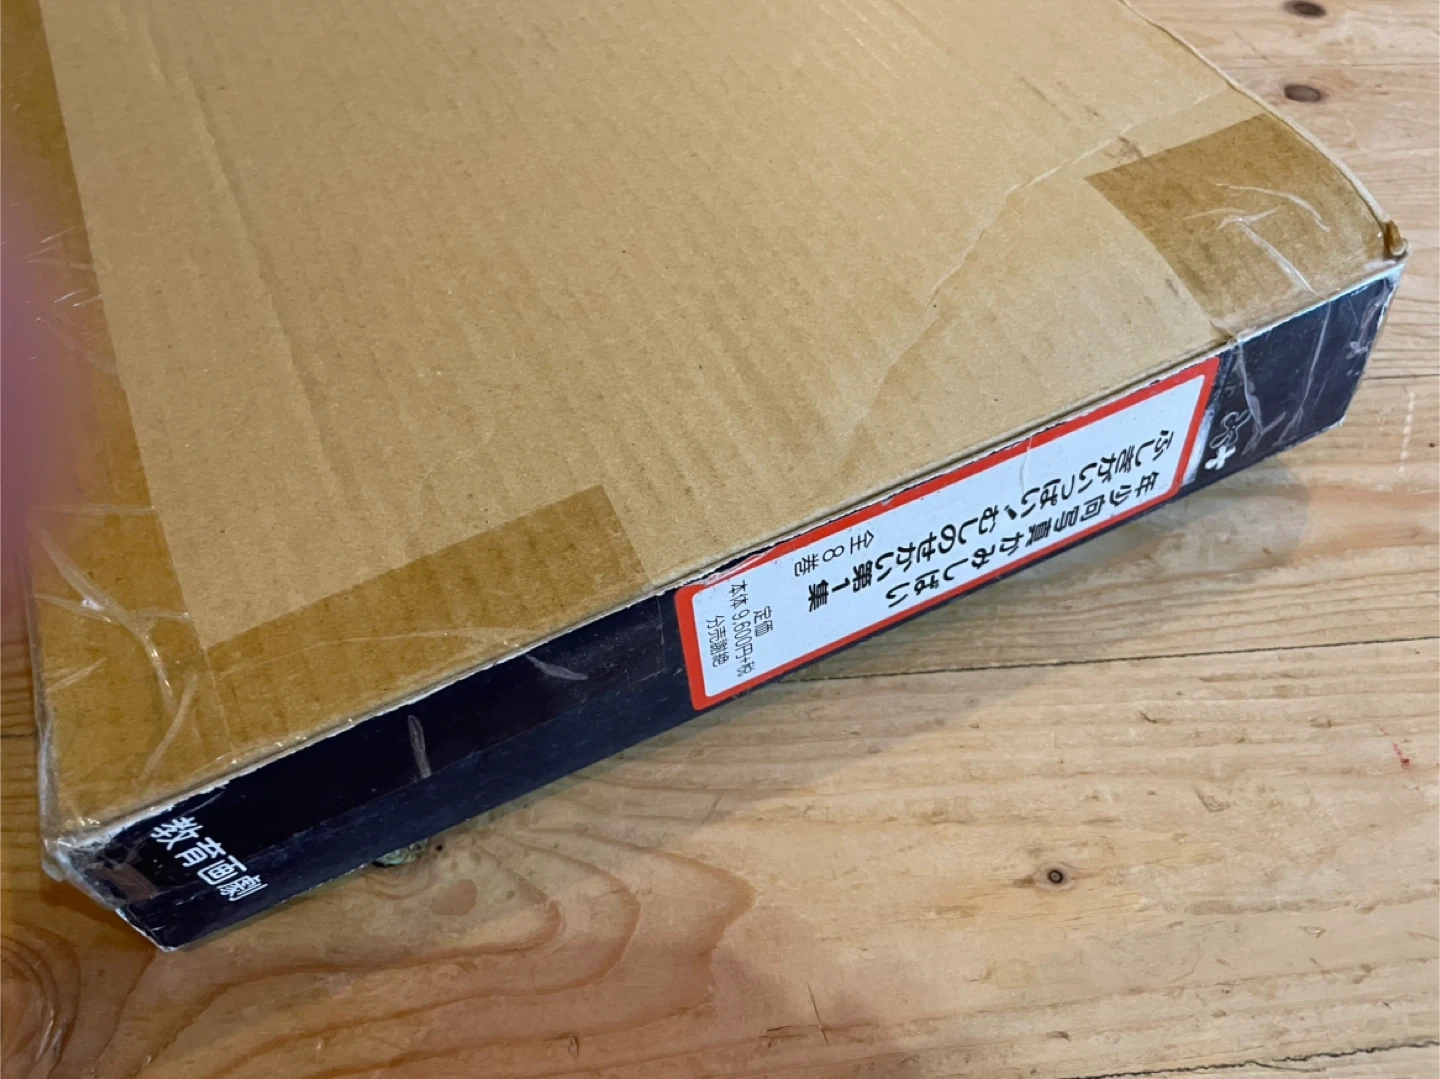 年少向写真かみしばい
ふしぎがいっぱい!むしのせかい第1集
全8巻
定価
本体9,600円+税
分売謝絶
教育画劇